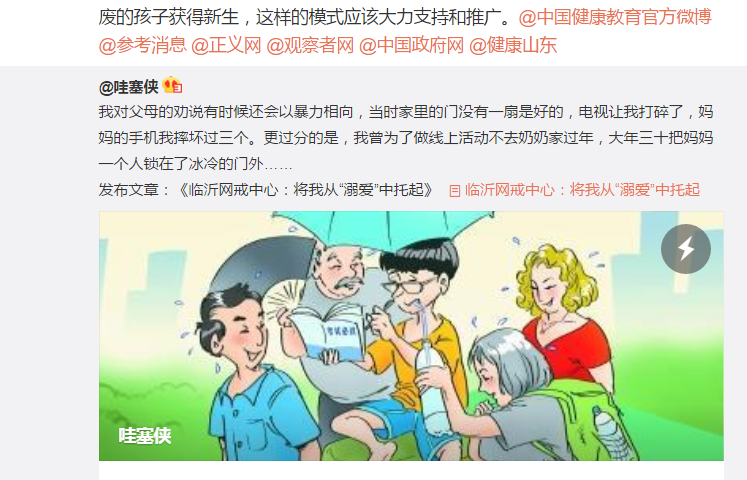 废的孩子获得新生，这样的模式应该大力支持和推广。@中国健康教育官方微博
@参考消息 @正义网 @观察者网 @中国政府网 @健康山东
@哇塞侠
我对父母的劝说有时候还会以暴力相向，当时家里的门没有一扇是好的，电视让我打碎了，妈
妈的手机我摔坏过三个。更过分的是，我曾为了做线上活动不去奶奶家过年，大年三十把妈妈
一个人锁在了冰冷的门外……
发布文章：《临沂网戒中心：将我从“溺爱”中托起》 临沂网戒中心：将我从“溺爱”中托起
哇塞侠